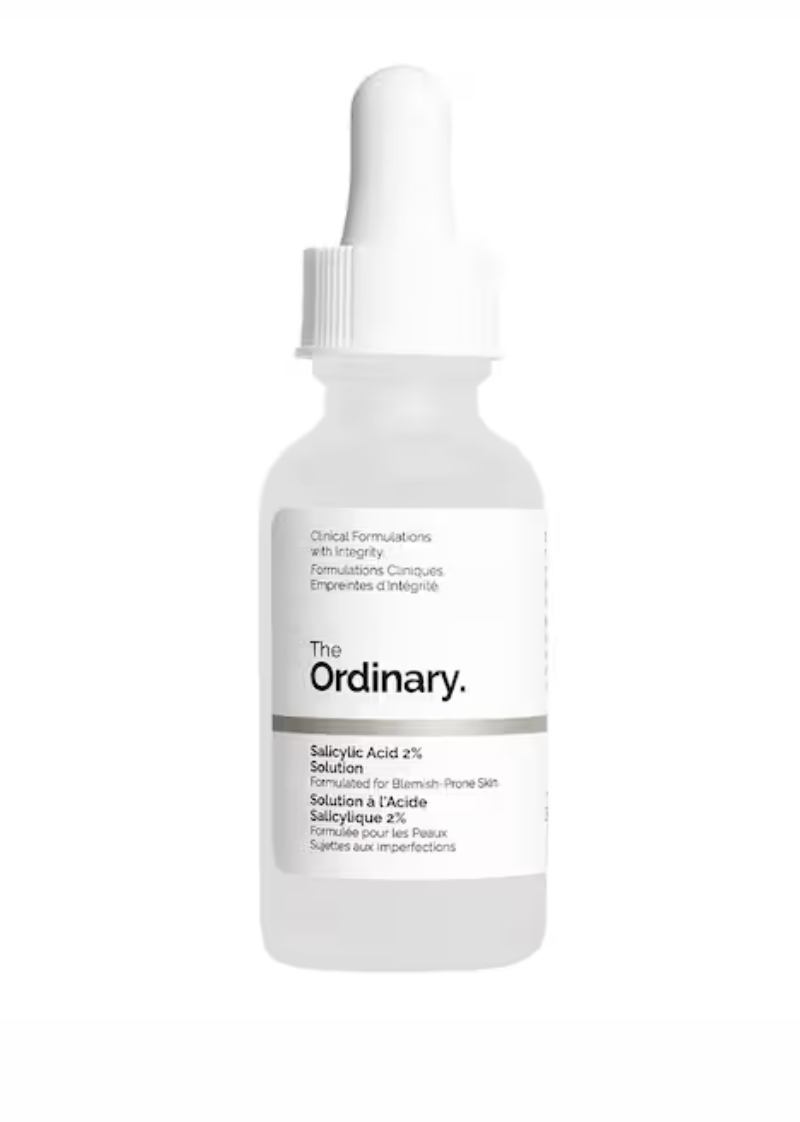 Clinical Formulations
with Integrity.
Formulations Cliniques.
Empreintes d'Intégrité.
The
Ordinary.
Salicylic Acid 2%
Solution
Formulated for Blemish-Prone Skin
Solution à l'Acide
Salicylique 2%
Formulée pour les Peaux
Sujettes aux imperfections